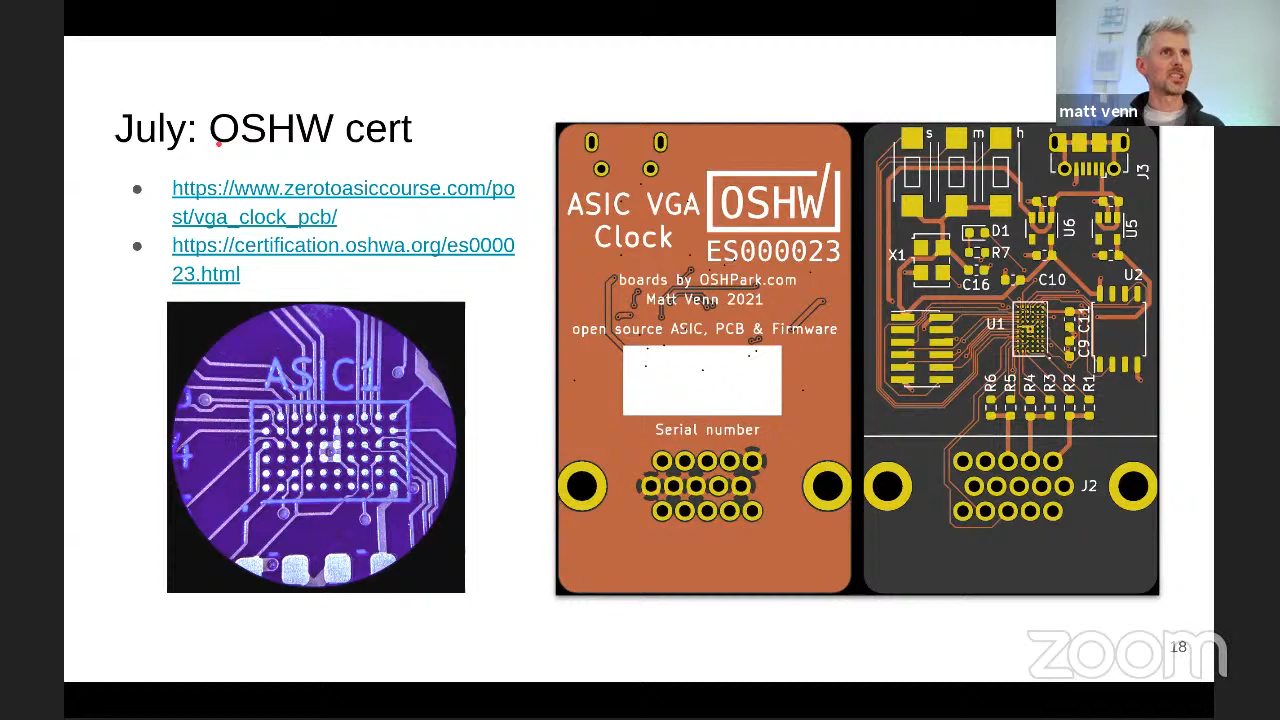 matt venn
July: OSHW cert
● https://www.zerotoasiccourse.com/po
st/vga_clock_pcb/
● https://certification.oshwa.org/es0000
23.html
ASIC1
ASIC VGA
Clock
OSHW
ES000023
boards by OSHPark.com
Matt Venn 2021
open source ASIC, PCB & Firmware
Serial number
s m h
J3
D1
U6
U5
R7
X1
C16
C10
U2
U1
C11
C9
R6
R5
R4
R3
R2
R1
J2
18
zoom